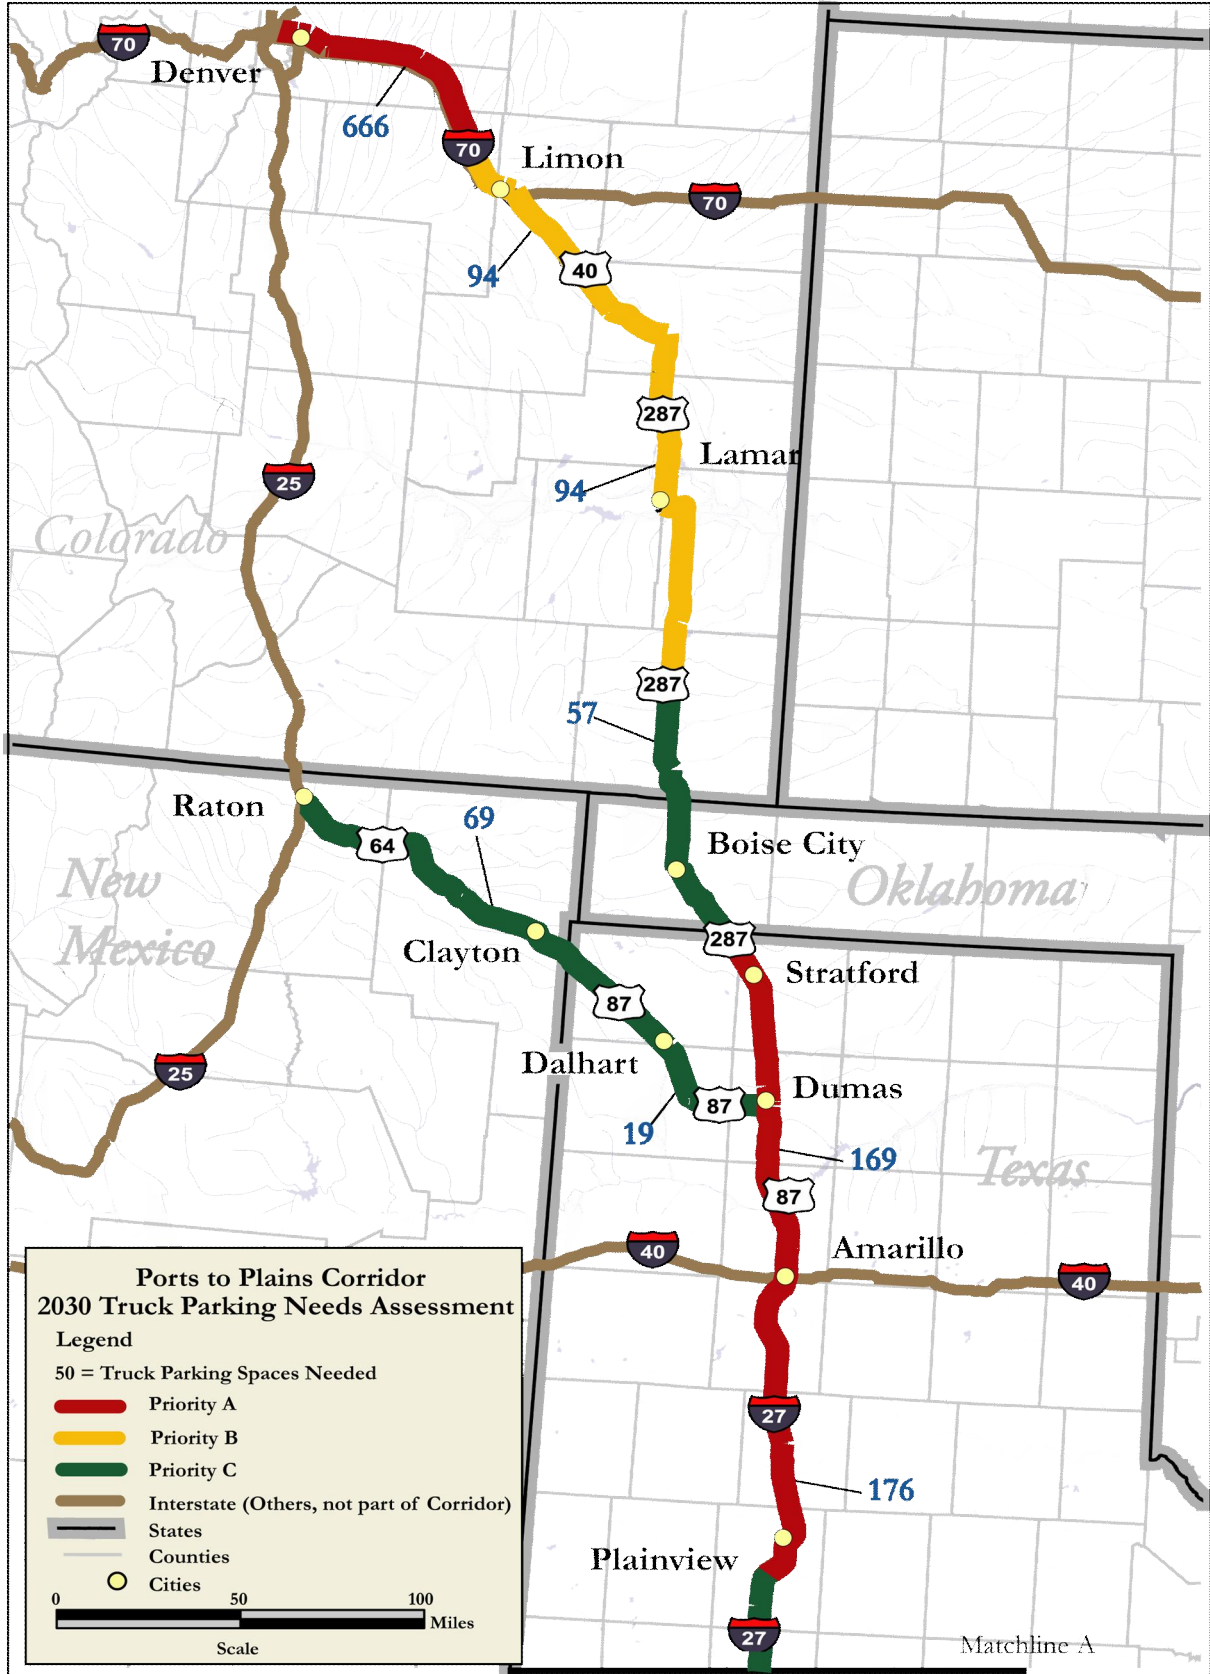 70
Denver
666
70
Limon
70
94
40
287
Lamar
94
25
Colorado
287
57
Raton
69
64
Boise City
New
Mexico
Oklahoma
Clayton
287
Stratford
87
Dalhart
25
87
Dumas
19
169
Texas
87
40
Amarillo
40
27
176
Plainview
27
Matchline A
Ports to Plains Corridor
2030 Truck Parking Needs Assessment
Legend
50 = Truck Parking Spaces Needed
Priority A
Priority B
Priority C
Interstate (Others, not part of Corridor)
States
Counties
Cities
0 50 100
Miles
Scale